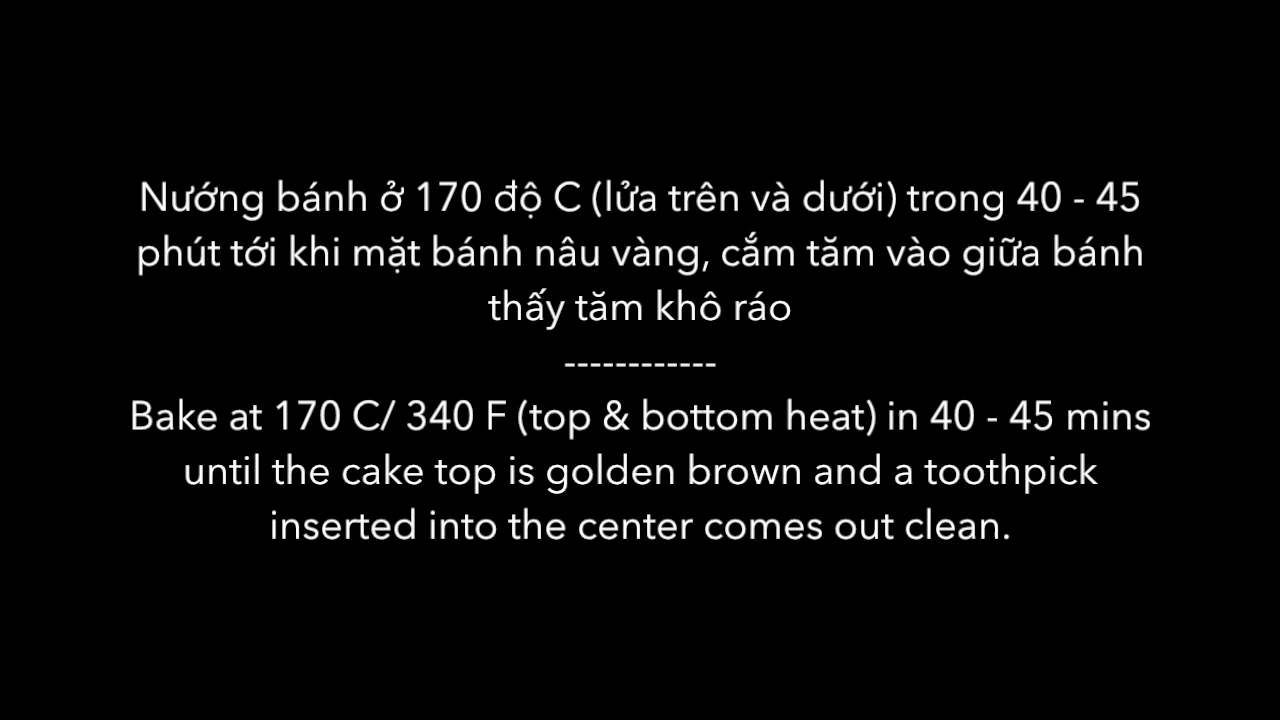 Nướng bánh ở 170 độ C (lửa trên và dưới) trong 40 - 45
phút tới khi mặt bánh nâu vàng, cắm tăm vào giữa bánh
thấy tăm khô ráo
------------
Bake at 170 C/ 340 F (top & bottom heat) in 40 - 45 mins
until the cake top is golden brown and a toothpick
inserted into the center comes out clean.